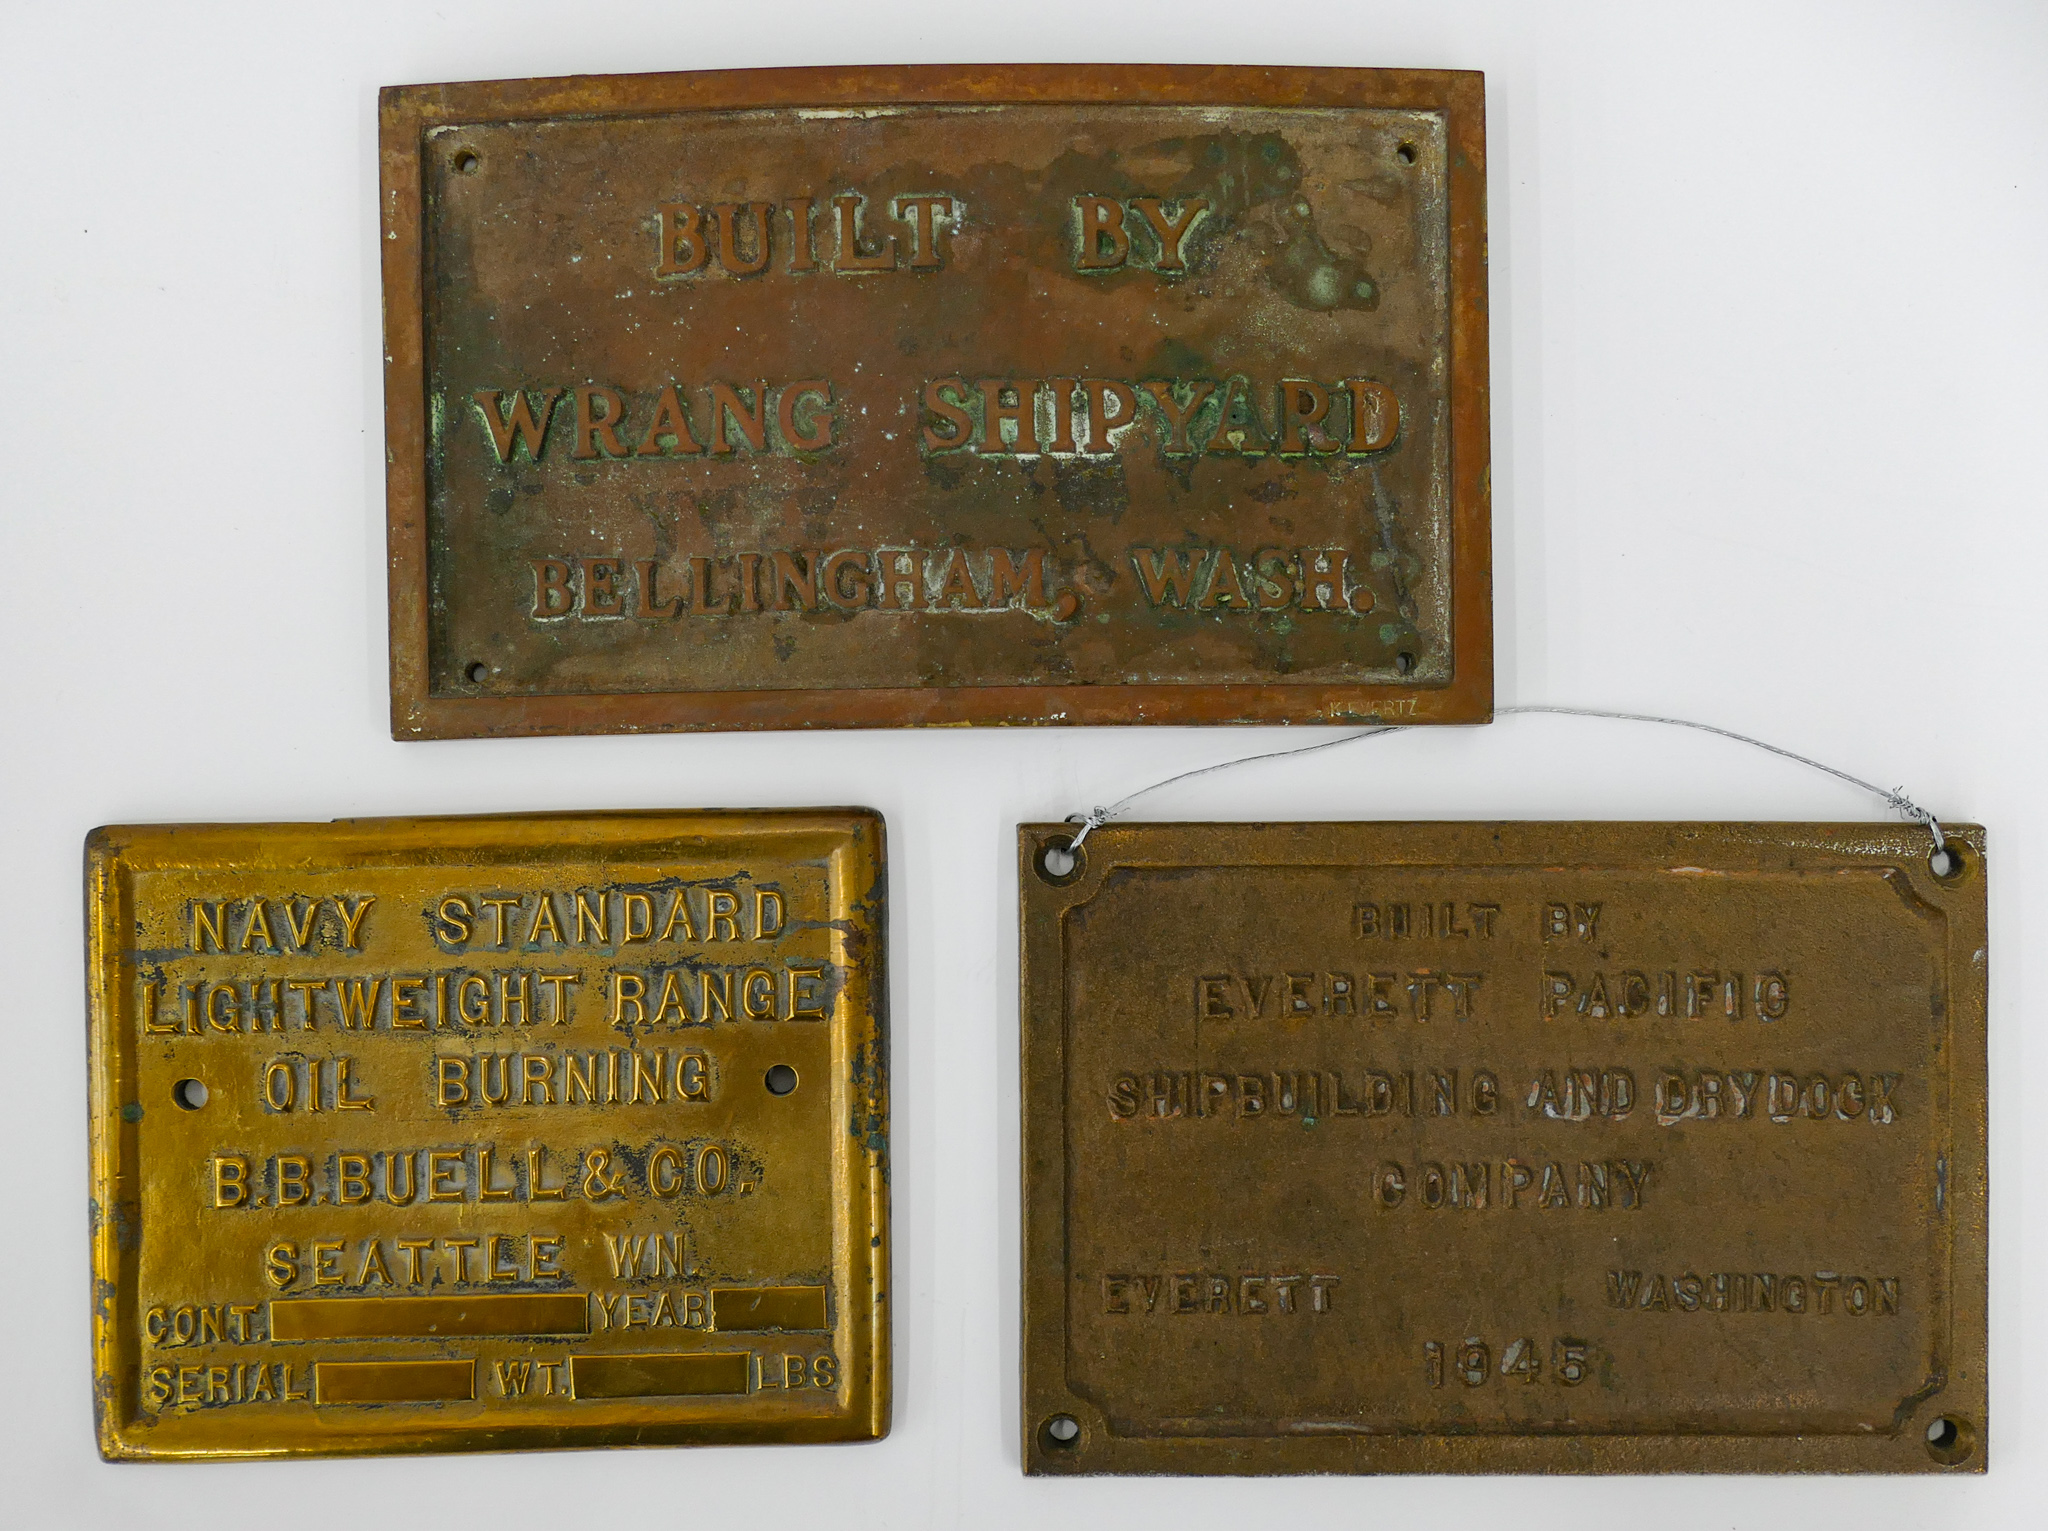 BUILT BY
WRANG SHIPYARD
BELLINGHAM, WASH.
K EVERTZ
NAVY STANDARD
LIGHTWEIGHT RANGE
OIL BURNING
B.B.BUELL & CO.
SEATTLE WN.
CONT. YEAR
SERIAL WT. LBS
BUILT BY
EVERETT PACIFIC
SHIPBUILDING AND DRYDOCK
COMPANY
EVERETT WASHINGTON
1945